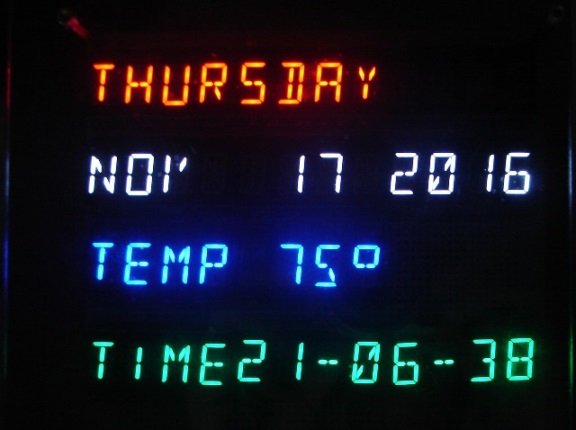 THURSDAY
NOV 17 2016
TEMP 75°
TIME21-06-38